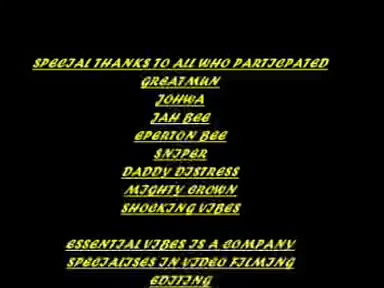 SPECIAL THANKS TO ALL WHO PARTICPATED
GREATMUN
JOHWA
JAH BEE
EPERTON BEE
SNIPER
DADDY DISTRESS
MIGHTY CROWN
SHOCKING VIBES
ESSENTIAL VIBES IS A COMPANY
SPECIALISES IN VIDEO FILMING
EDITING